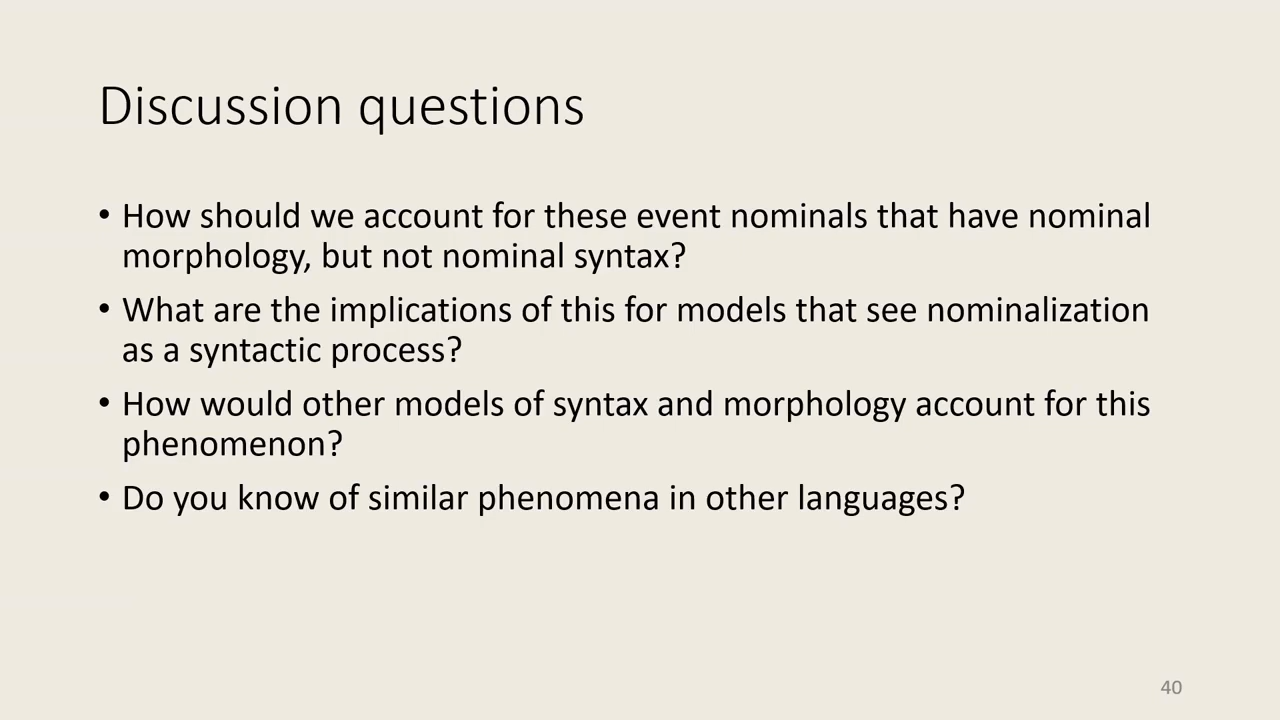 Discussion questions
• How should we account for these event nominals that have nominal
morphology, but not nominal syntax?
• What are the implications of this for models that see nominalization
as a syntactic process?
• How would other models of syntax and morphology account for this
phenomenon?
• Do you know of similar phenomena in other languages?
40